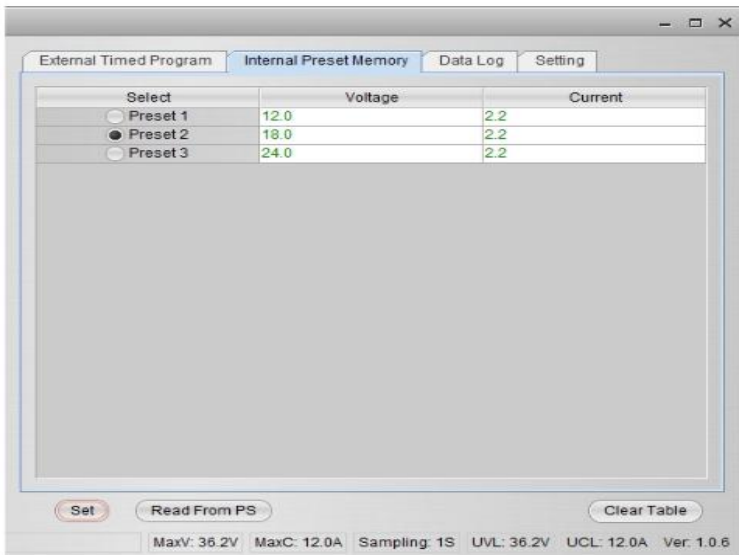 External Timed Program Internal Preset Memory Data Log Setting
Select Voltage Current
Preset 1 12.0 2.2
Preset 2 18.0 2.2
Preset 3 24.0 2.2
Set Read From PS Clear Table
MaxV: 36.2V MaxC: 12.0A Sampling: 1S UVL: 36.2V UCL: 12.0A Ver: 1.0.6